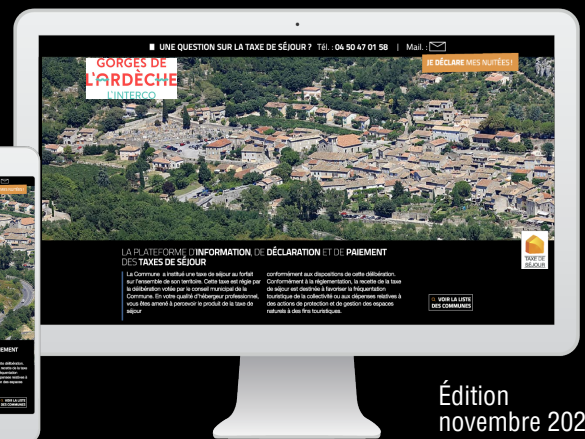 UNE QUESTION SUR LA TAXE DE SÉJOUR ? Tél. : 04 50 47 01 58 | Mail. :
JE DÉCLARE MES NUITÉES !
GORGES DE
L'ARDÈCHE
L'INTERCO
LA PLATEFORME D'INFORMATION, DE DÉCLARATION ET DE PAIEMENT
DES TAXES DE SÉJOUR
La Commune a institué une taxe de séjour au forfait
sur l'ensemble de son territoire. Cette taxe est régie par
la délibération votée par le conseil municipal de la
Commune. En votre qualité d'hébergeur professionnel,
vous êtes amené à percevoir le produit de la taxe de
séjour
conformément aux dispositions de cette délibération.
Conformément à la réglementation, la recette de la taxe
de séjour est destinée à favoriser la fréquentation
touristique de la collectivité ou aux dépenses relatives à
des actions de protection et de gestion des espaces
naturels à des fins touristiques.
TAXE DE
SÉJOUR
VOIR LA LISTE
DES COMMUNES
EMENT
VOIR LA LISTE
DES COMMUNES
Édition
novembre 202